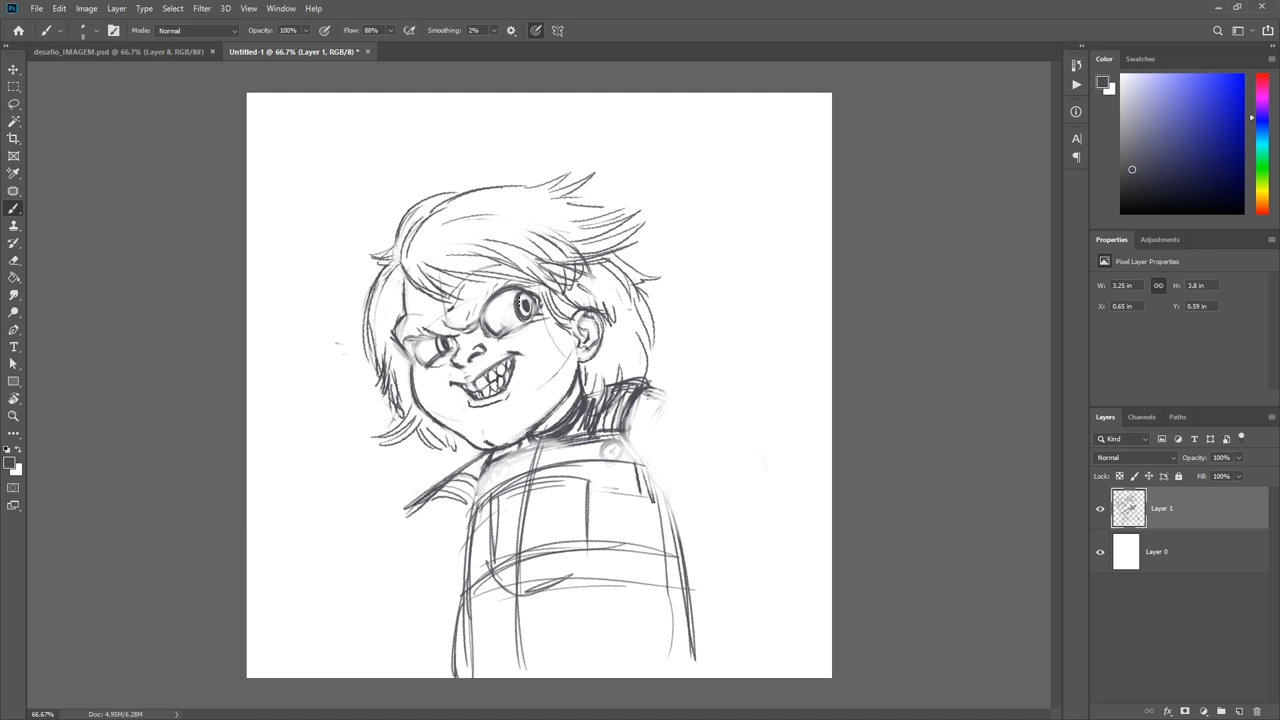 Ps File Edit Image Layer Type Select Filter 3D View Window Help
8 Mode: Normal Opacity: 100% Flow: 88% Smoothing: 2%
desafio_IMAGEM.psd @ 66.7% (Layer 8, RGB/8#) × Untitled-1 @ 66.7% (Layer 1, RGB/8) * ×
Color Swatches
Properties Adjustments
Pixel Layer Properties
W: 3.25 in H: 3.8 in
X: 0.65 in Y: 0.59 in
Layers Channels Paths
Kind
Normal Opacity: 100%
Lock: Fill: 100%
Layer 1
Layer 0
66.67% Doc: 4.95M/6.28M